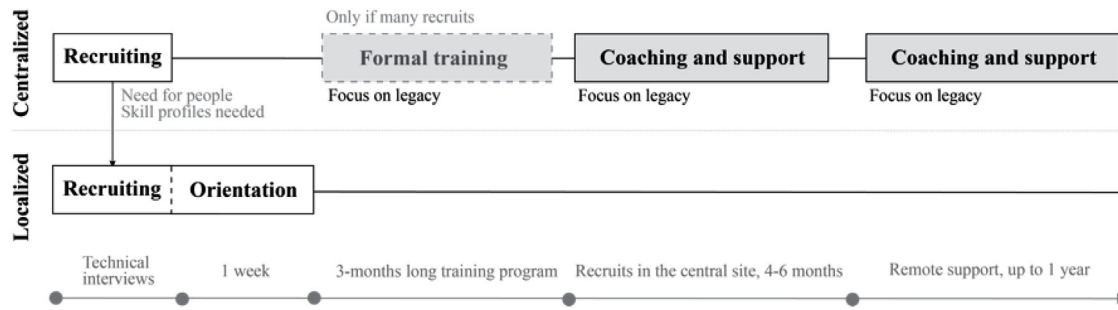 Only if many recruits
Centralized
Recruiting
Formal training
Coaching and support
Coaching and support
Need for people
Skill profiles needed
Focus on legacy
Focus on legacy
Focus on legacy
Localized
Recruiting
Orientation
Technical
interviews
1 week
3-months long training program
Recruits in the central site, 4-6 months
Remote support, up to 1 year